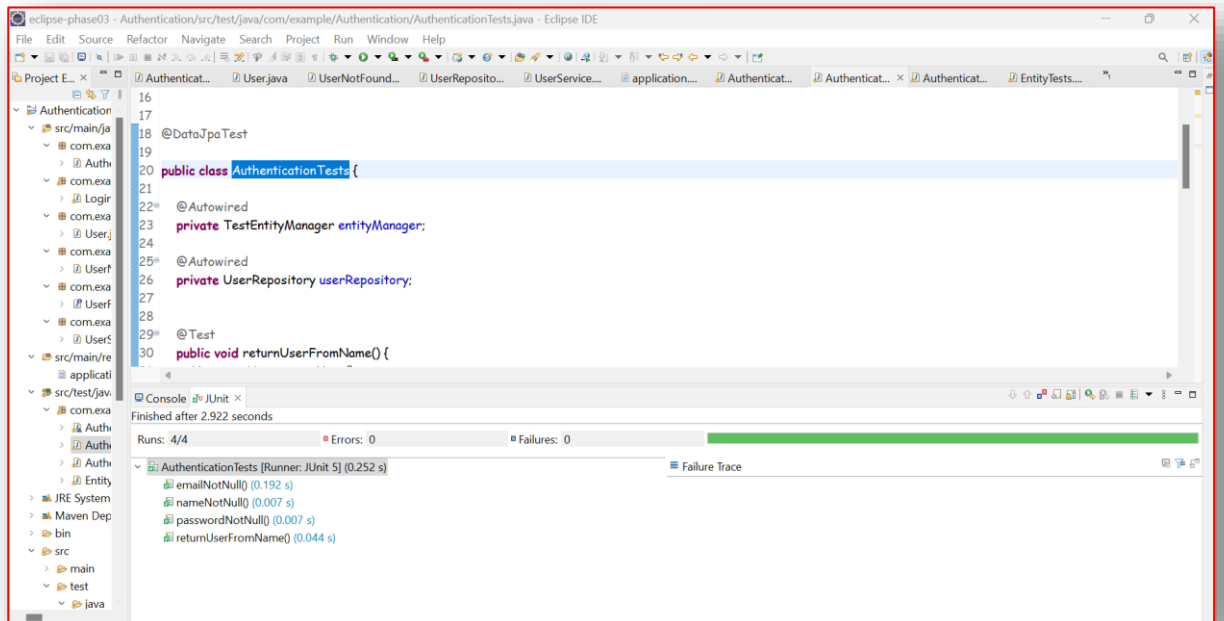 eclipse-phase03 - Authentication/src/test/java/com/example/Authentication/AuthenticationTests.java - Eclipse IDE
File Edit Source Refactor Navigate Search Project Run Window Help
Project E... Authenticat... User.java UserNotFound... UserReposito... UserService.... application.... Authenticat... Authenticat... Authenticat... EntityTests....
Authentication
src/main/ja
com.exa
Authe
com.exa
Login
com.exa
User.j
com.exa
UserN
com.exa
UserR
com.exa
UserS
src/main/re
applicati
src/test/java
com.exa
Authe
Authe
Authe
Entity
JRE System
Maven Dep
bin
src
main
test
java
16
17
18 @DataJpaTest
19
20 public class AuthenticationTests {
21
22 @Autowired
23 private TestEntityManager entityManager;
24
25 @Autowired
26 private UserRepository userRepository;
27
28
29 @Test
30 public void returnUserFromName() {
Console JUnit
Finished after 2.922 seconds
Runs: 4/4 Errors: 0 Failures: 0
AuthenticationTests [Runner: JUnit 5] (0.252 s)
emailNotNull() (0.192 s)
nameNotNull() (0.007 s)
passwordNotNull() (0.007 s)
returnUserFromName() (0.044 s)
Failure Trace